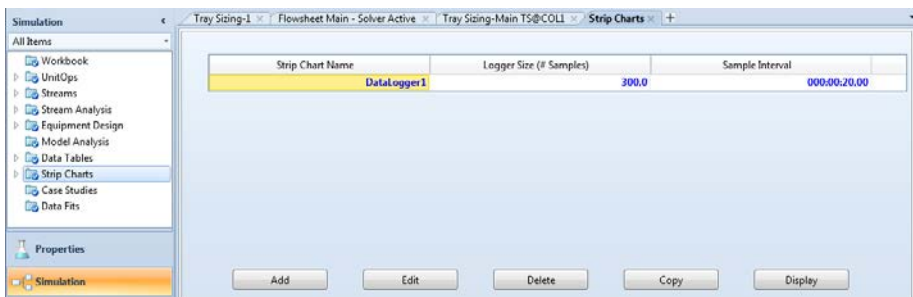 Simulation
All Items
Workbook
UnitOps
Streams
Stream Analysis
Equipment Design
Model Analysis
Data Tables
Strip Charts
Case Studies
Data Fits
Properties
Simulation
Tray Sizing-1 Flowsheet Main - Solver Active Tray Sizing-Main TS@COL1 Strip Charts +
Strip Chart Name Logger Size (# Samples) Sample Interval
DataLogger1 300.0 000:00:20.00
Add Edit Delete Copy Display